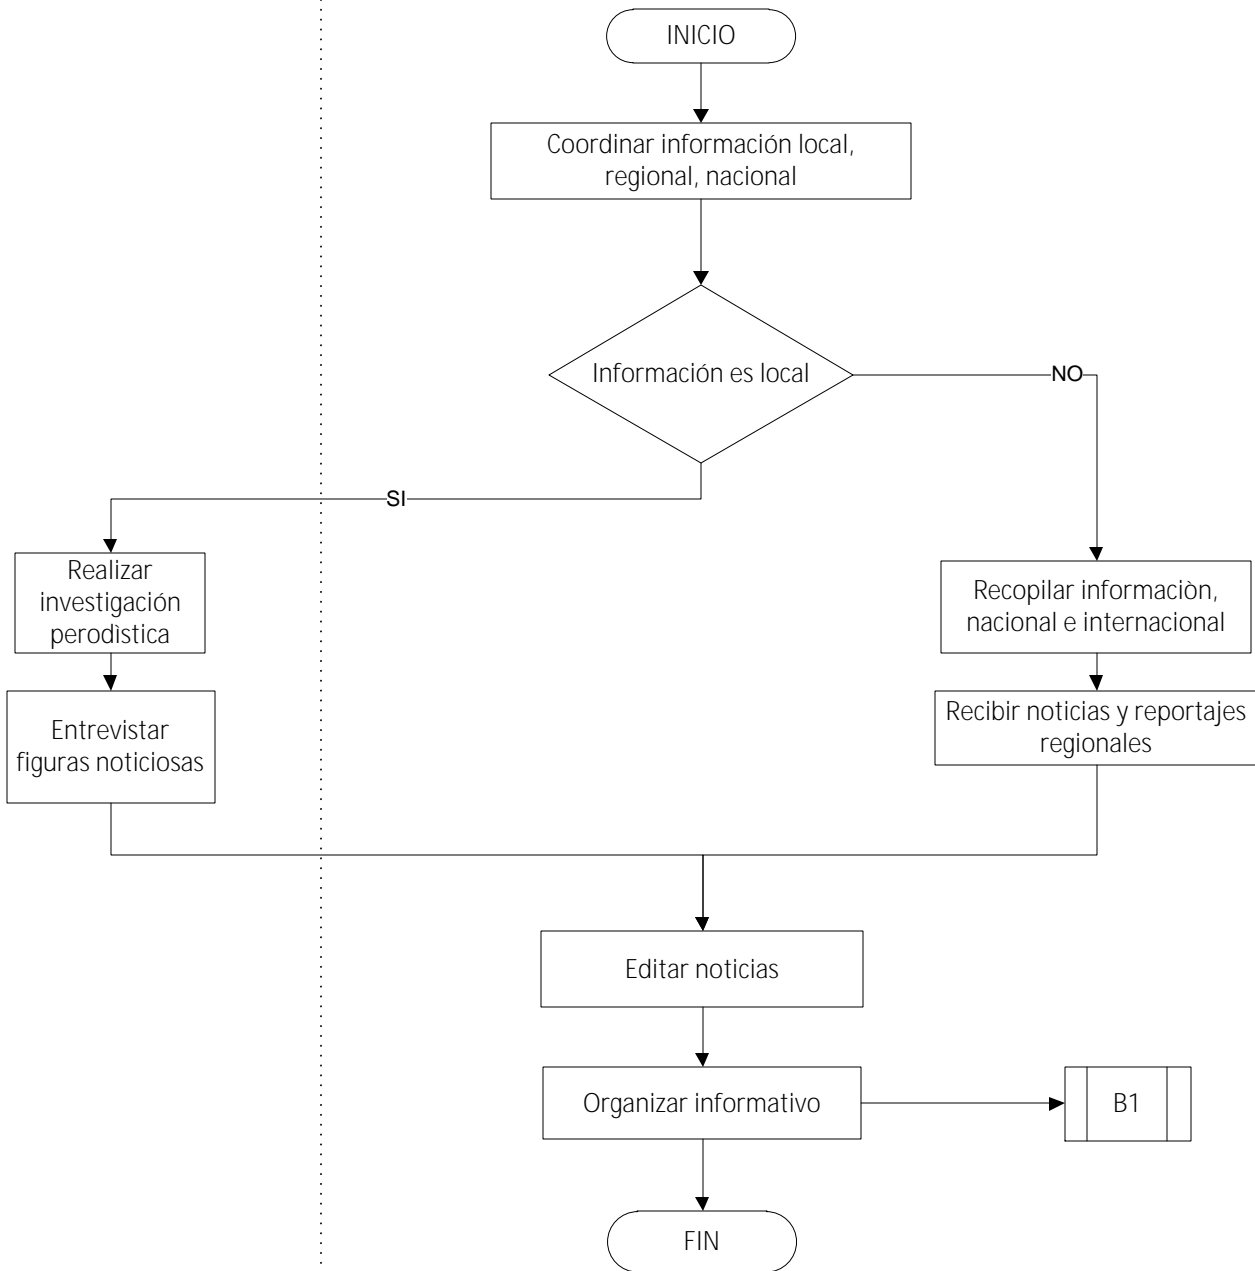 INICIO
Coordinar información local,
regional, nacional
Información es local
NO
SI
Realizar
investigación
perodìstica
Recopilar informaciòn,
nacional e internacional
Entrevistar
figuras noticiosas
Recibir noticias y reportajes
regionales
Editar noticias
Organizar informativo
B1
FIN